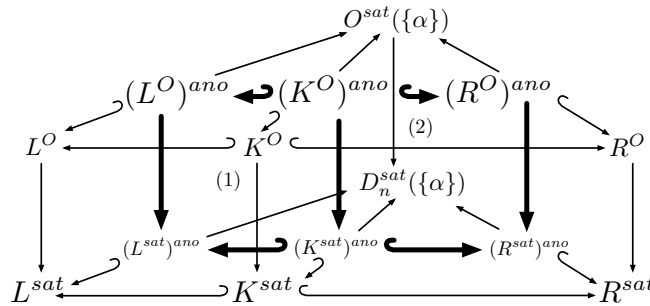 O^{sat}({α})
(L^O)^{ano} (K^O)^{ano} (R^O)^{ano}
(2)
L^O K^O R^O
(1) D_n^{sat}({α})
(L^{sat})^{ano} (K^{sat})^{ano} (R^{sat})^{ano}
L^{sat} K^{sat} R^{sat}